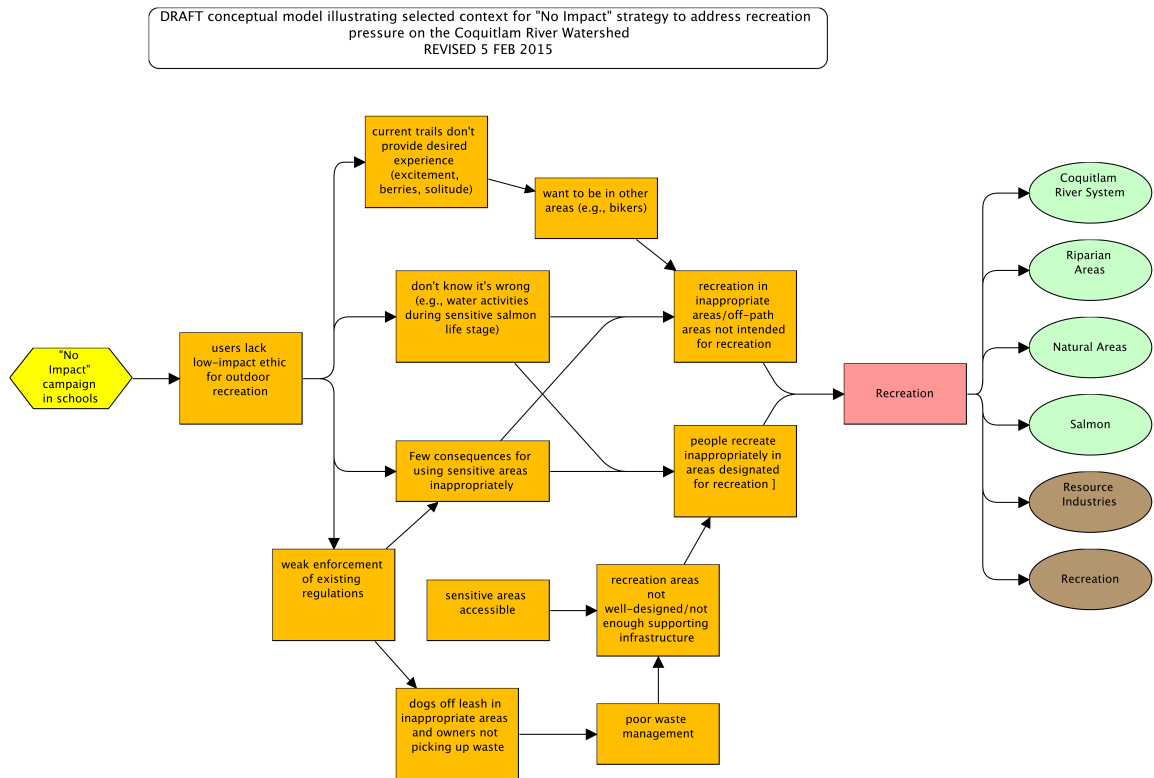 DRAFT conceptual model illustrating selected context for "No Impact" strategy to address recreation
pressure on the Coquitlam River Watershed
REVISED 5 FEB 2015
current trails don't
provide desired
experience
(excitement,
berries, solitude)
want to be in other
areas (e.g., bikers)
Coquitlam
River System
Riparian
Areas
don't know it's wrong
(e.g., water activities
during sensitive salmon
life stage)
recreation in
inappropriate
areas/off-path
areas not intended
for recreation
"No
Impact"
campaign
in schools
users lack
low-impact ethic
for outdoor
recreation
Natural Areas
Recreation
Salmon
Few consequences for
using sensitive areas
inappropriately
people recreate
inappropriately in
areas designated
for recreation ]
Resource
Industries
weak enforcement
of existing
regulations
sensitive areas
accessible
recreation areas
not
well-designed/not
enough supporting
infrastructure
Recreation
dogs off leash in
inappropriate areas
and owners not
picking up waste
poor waste
management